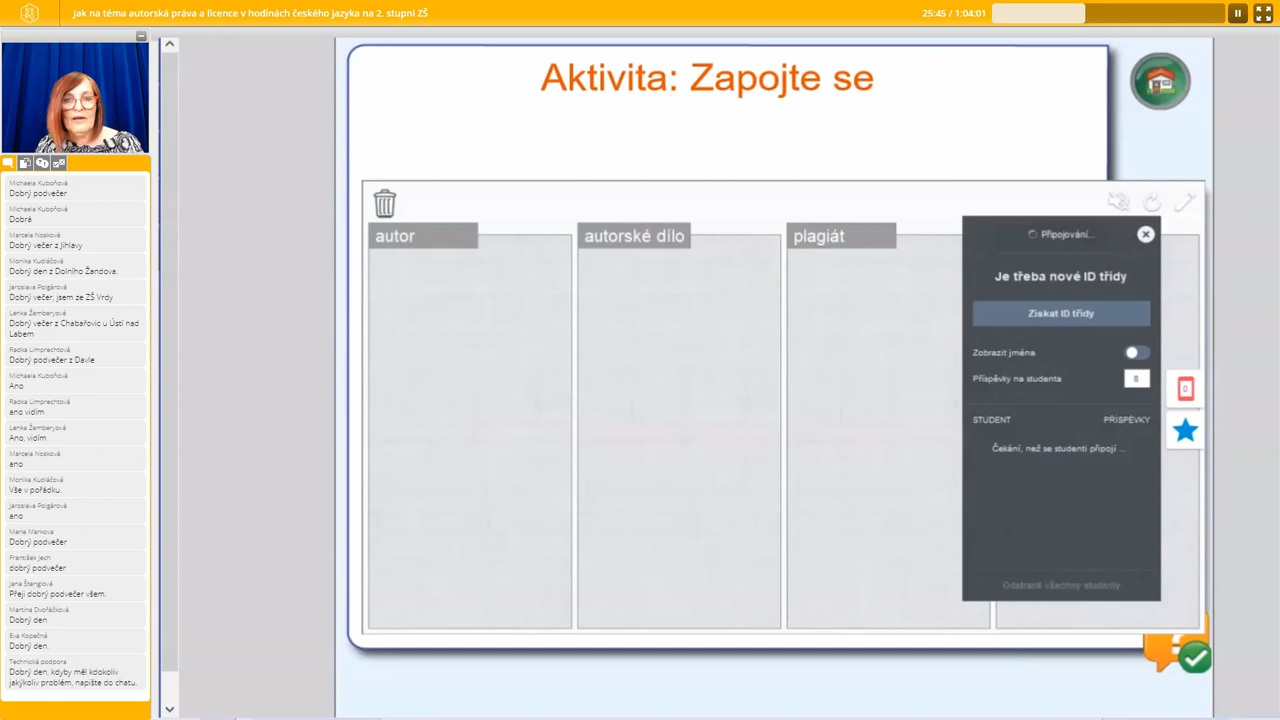 Jak na téma autorská práva a licence v hodinách českého jazyka na 2. stupni ZŠ
25:45 / 1:04:01
Michaela Kuboňová
Dobrý podvečer
Michaela Kuboňová
Dobrá
Marcela Nosková
Dobrý večer z Jihlavy
Monika Kudláčová
Dobrý den z Dolního Žandova.
Jaroslava Polgárová
Dobrý večer, jsem ze ZŠ Vrdy
Lenka Žemberyová
Dobrý večer z Chabařovic u Ústí nad
Labem
Radka Limprechtová
Dobrý podvečer z Davle
Michaela Kuboňová
Ano
Radka Limprechtová
ano vidím
Lenka Žemberyová
Ano, vidím
Marcela Nosková
ano
Monika Kudláčová
Vše v pořádku.
Jaroslava Polgárová
ano
Marie Markova
Dobrý podvečer
František Jech
dobrý podvečer
Jana Štenglová
Přeji dobrý podvečer všem.
Martina Dvořáčková
Dobrý den
Eva Kopečná
Dobrý den.
Technická podpora
Dobrý den, kdyby měl kdokoliv
jakýkoliv problém, napište do chatu.
Aktivita: Zapojte se
autor
autorské dílo
plagiát
Připojování...
Je třeba nové ID třídy
Získat ID třídy
Zobrazit jména
Příspěvky na studenta
8
STUDENT PŘÍSPĚVKY
Čekání, než se studenti připojí ...
Odstranit všechny studenty
0